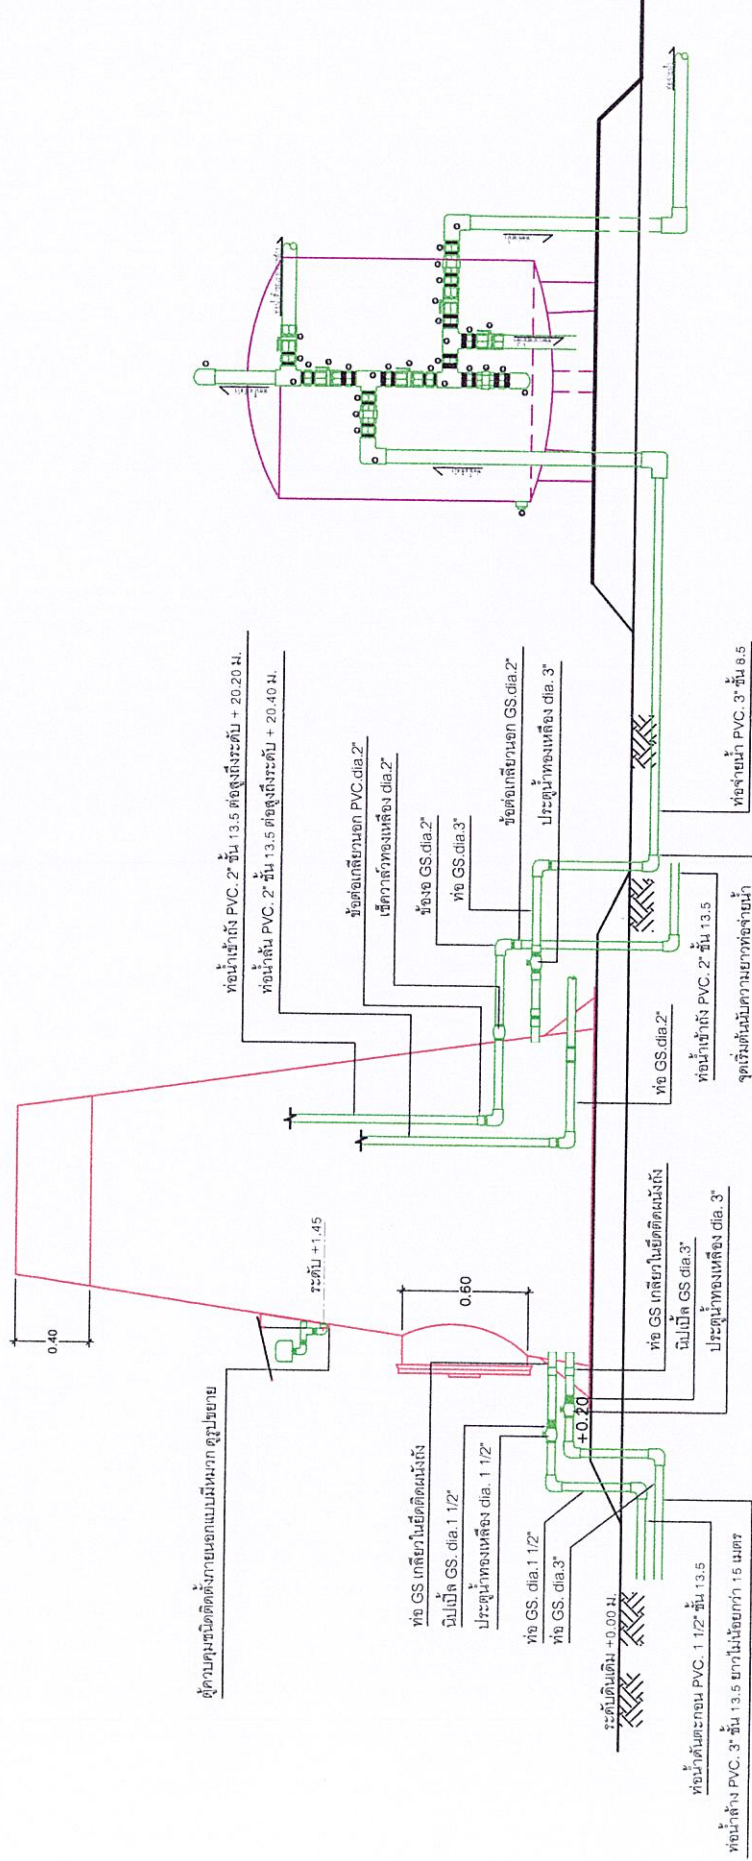 0.40
ระดับ +1.45
0.60
ตู้ควบคุมชนิดติดตั้งภายนอกแบบมีหมวก ดูรูปขยาย
ท่อน้ำเข้าถัง PVC. 2" ชั้น 13.5 ต่อสูงถึงระดับ + 20.20 ม.
ท่อน้ำล้น PVC. 2" ชั้น 13.5 ต่อสูงถึงระดับ + 20.40 ม.
ข้อต่อเกลียวนอก PVC.dia.2"
เช็ควาล์วทองเหลือง dia.2"
ข้องอ GS.dia.2"
ท่อ GS.dia.3"
ข้อต่อเกลียวนอก GS.dia.2"
ประตูน้ำทองเหลือง dia. 3"
ท่อ GS เกลียวในยึดติดผนังถัง
นิปเปิ้ล GS. dia.1 1/2"
ประตูน้ำทองเหลือง dia. 1 1/2"
ท่อ GS. dia.1 1/2"
ท่อ GS. dia.3"
+0.20
ระดับดินเดิม +0.00 ม.
ท่อน้ำดันตะกอน PVC. 1 1/2" ชั้น 13.5
ท่อน้ำล้าง PVC. 3" ชั้น 13.5 ยาวไม่น้อยกว่า 15 เมตร
ท่อ GS เกลียวในยึดติดผนังถัง
นิปเปิ้ล GS dia.3"
ประตูน้ำทองเหลือง dia. 3"
ท่อ GS.dia.2"
ท่อน้ำเข้าถัง PVC. 2" ชั้น 13.5
จุดเริ่มต้นนับความยาวท่อจ่ายน้ำ
ท่อจ่ายน้ำ PVC. 3" ชั้น 8.5